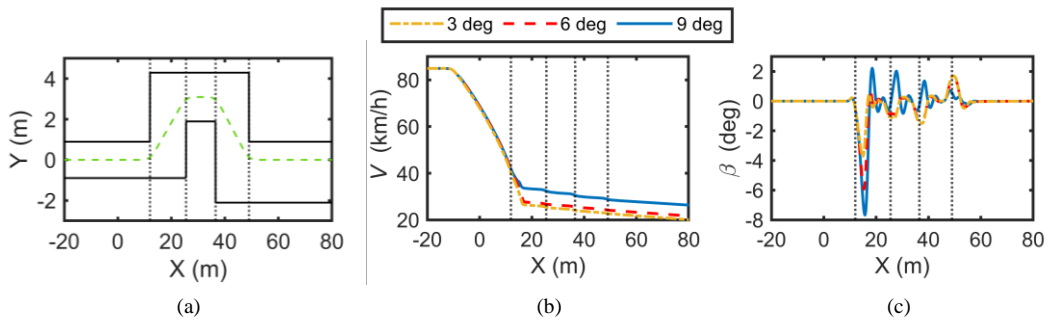 3 deg 6 deg 9 deg
Y (m)
4
2
0
-2
-20 0 20 40 60 80
X (m)
(a)
V (km/h)
80
60
40
20
-20 0 20 40 60 80
X (m)
(b)
β (deg)
2
0
-2
-4
-6
-8
-20 0 20 40 60 80
X (m)
(c)